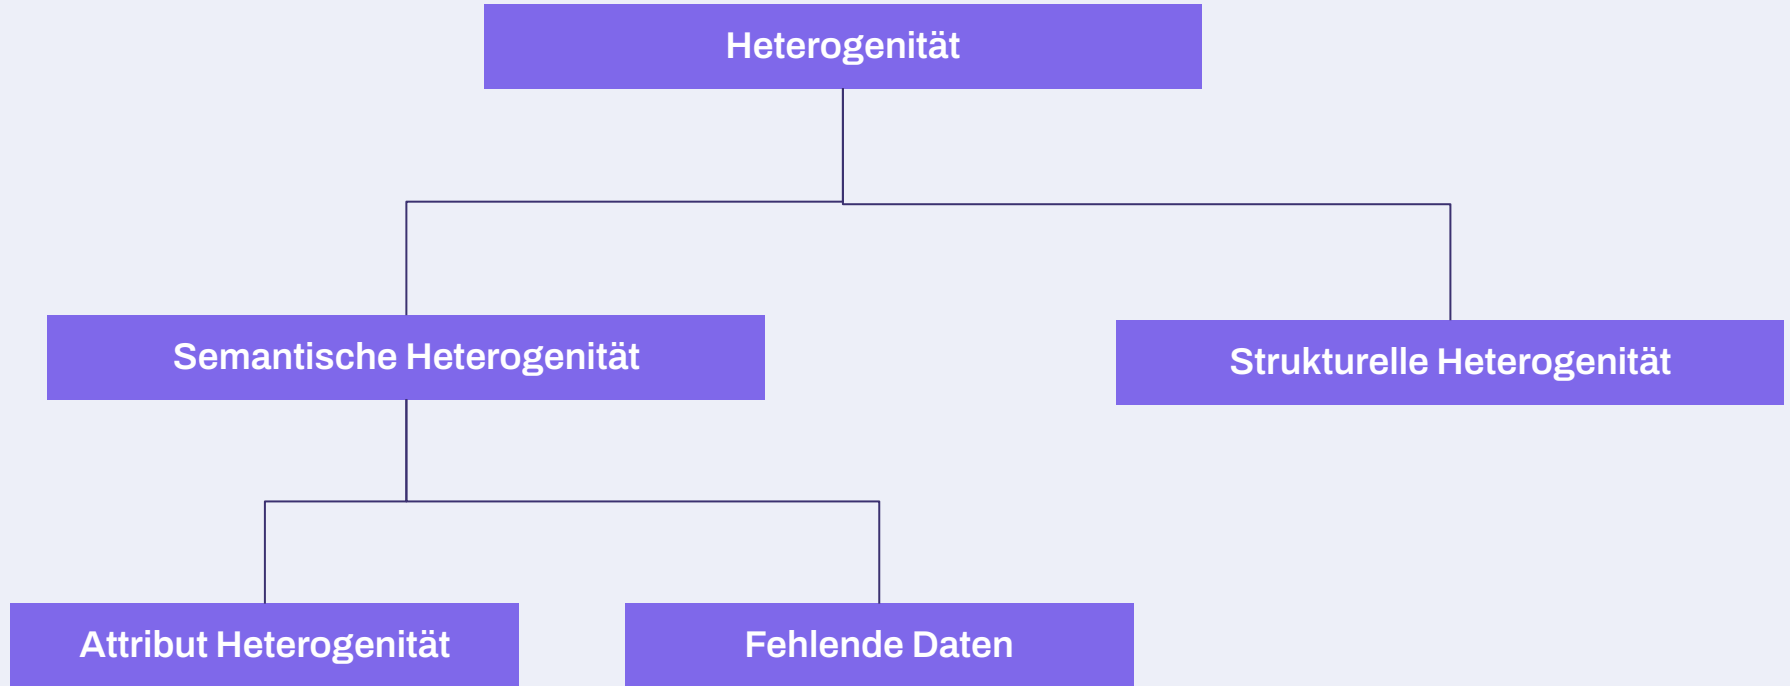 Heterogenität
Semantische Heterogenität
Strukturelle Heterogenität
Attribut Heterogenität
Fehlende Daten